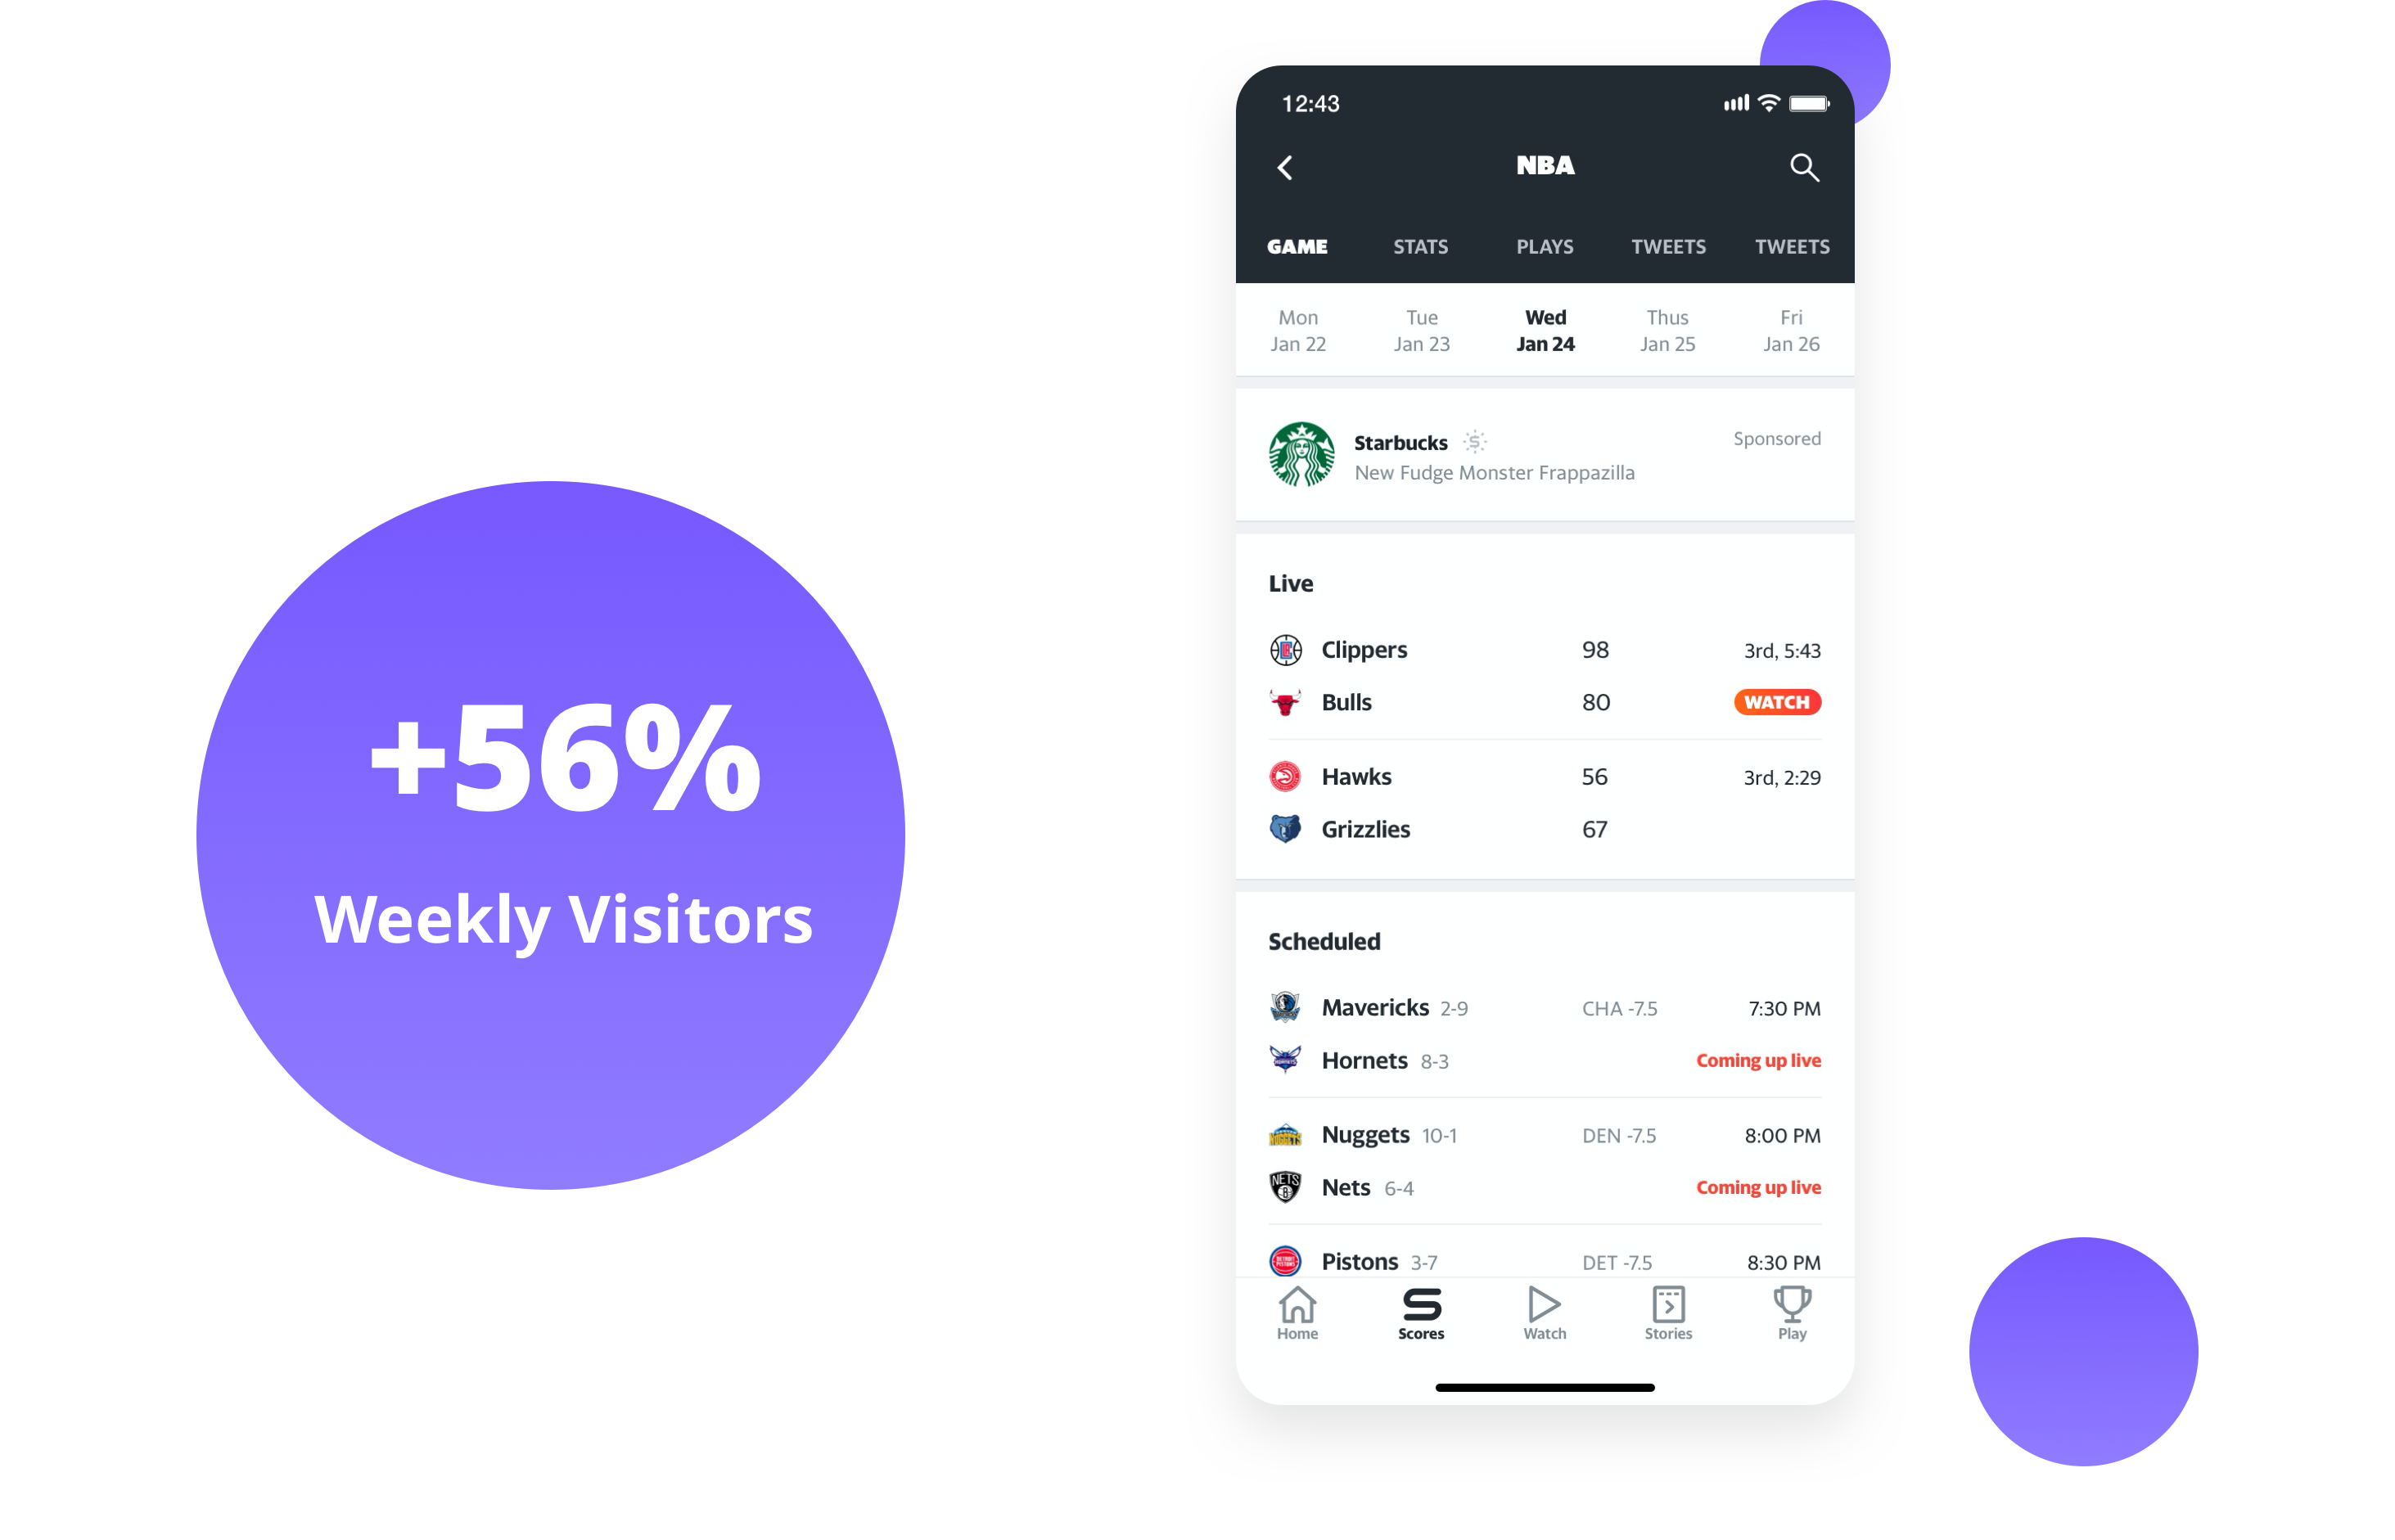 +56%
Weekly Visitors
12:43
NBA
GAME STATS PLAYS TWEETS TWEETS
Mon Tue Wed Thus Fri
Jan 22 Jan 23 Jan 24 Jan 25 Jan 26
Starbucks Sponsored
New Fudge Monster Frappazilla
Live
Clippers 98 3rd, 5:43
Bulls 80 WATCH
Hawks 56 3rd, 2:29
Grizzlies 67
Scheduled
Mavericks 2-9 CHA -7.5 7:30 PM
Hornets 8-3 Coming up live
Nuggets 10-1 DEN -7.5 8:00 PM
Nets 6-4 Coming up live
Pistons 3-7 DET -7.5 8:30 PM
Home Scores Watch Stories Play